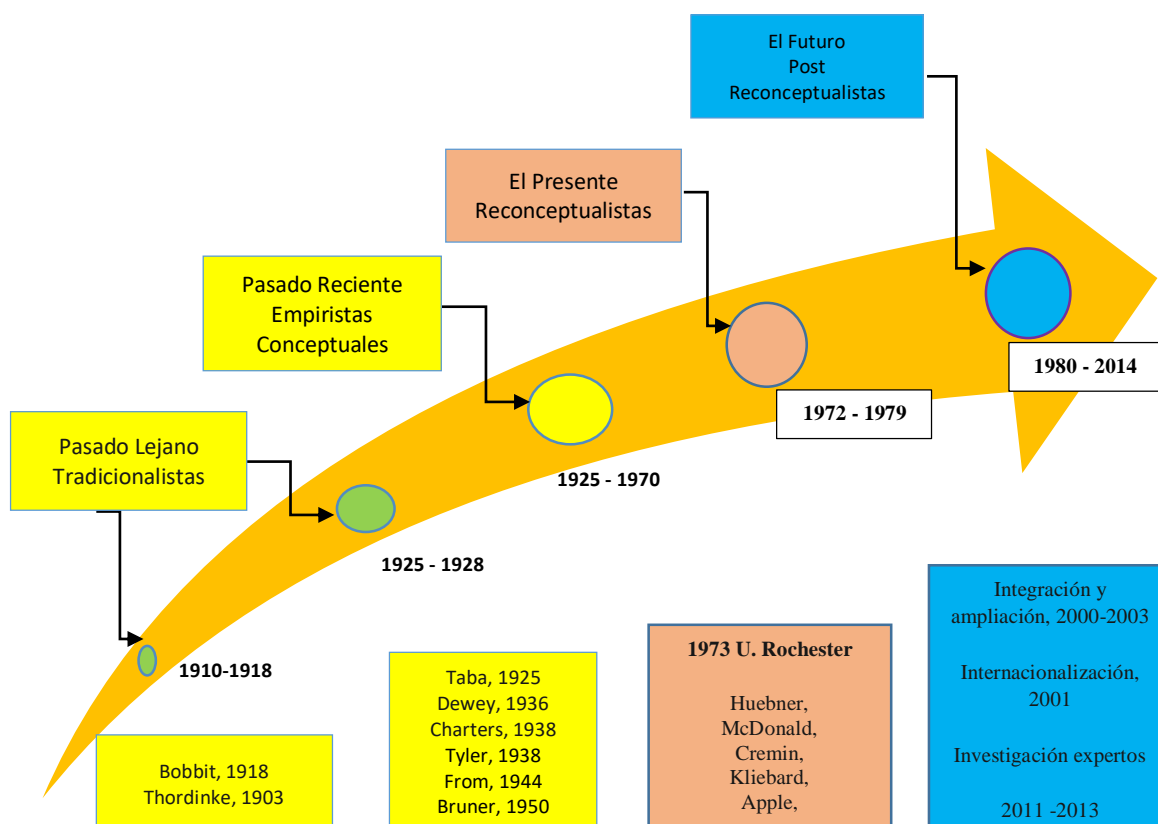 El Futuro
Post
Reconceptualistas
El Presente
Reconceptualistas
Pasado Reciente
Empiristas
Conceptuales
Pasado Lejano
Tradicionalistas
1980 - 2014
1972 - 1979
1925 - 1970
1925 - 1928
1910-1918
Bobbit, 1918
Thordinke, 1903
Taba, 1925
Dewey, 1936
Charters, 1938
Tyler, 1938
From, 1944
Bruner, 1950
1973 U. Rochester
Huebner,
McDonald,
Cremin,
Kliebard,
Apple,
Integración y
ampliación, 2000-2003
Internacionalización,
2001
Investigación expertos
2011 -2013